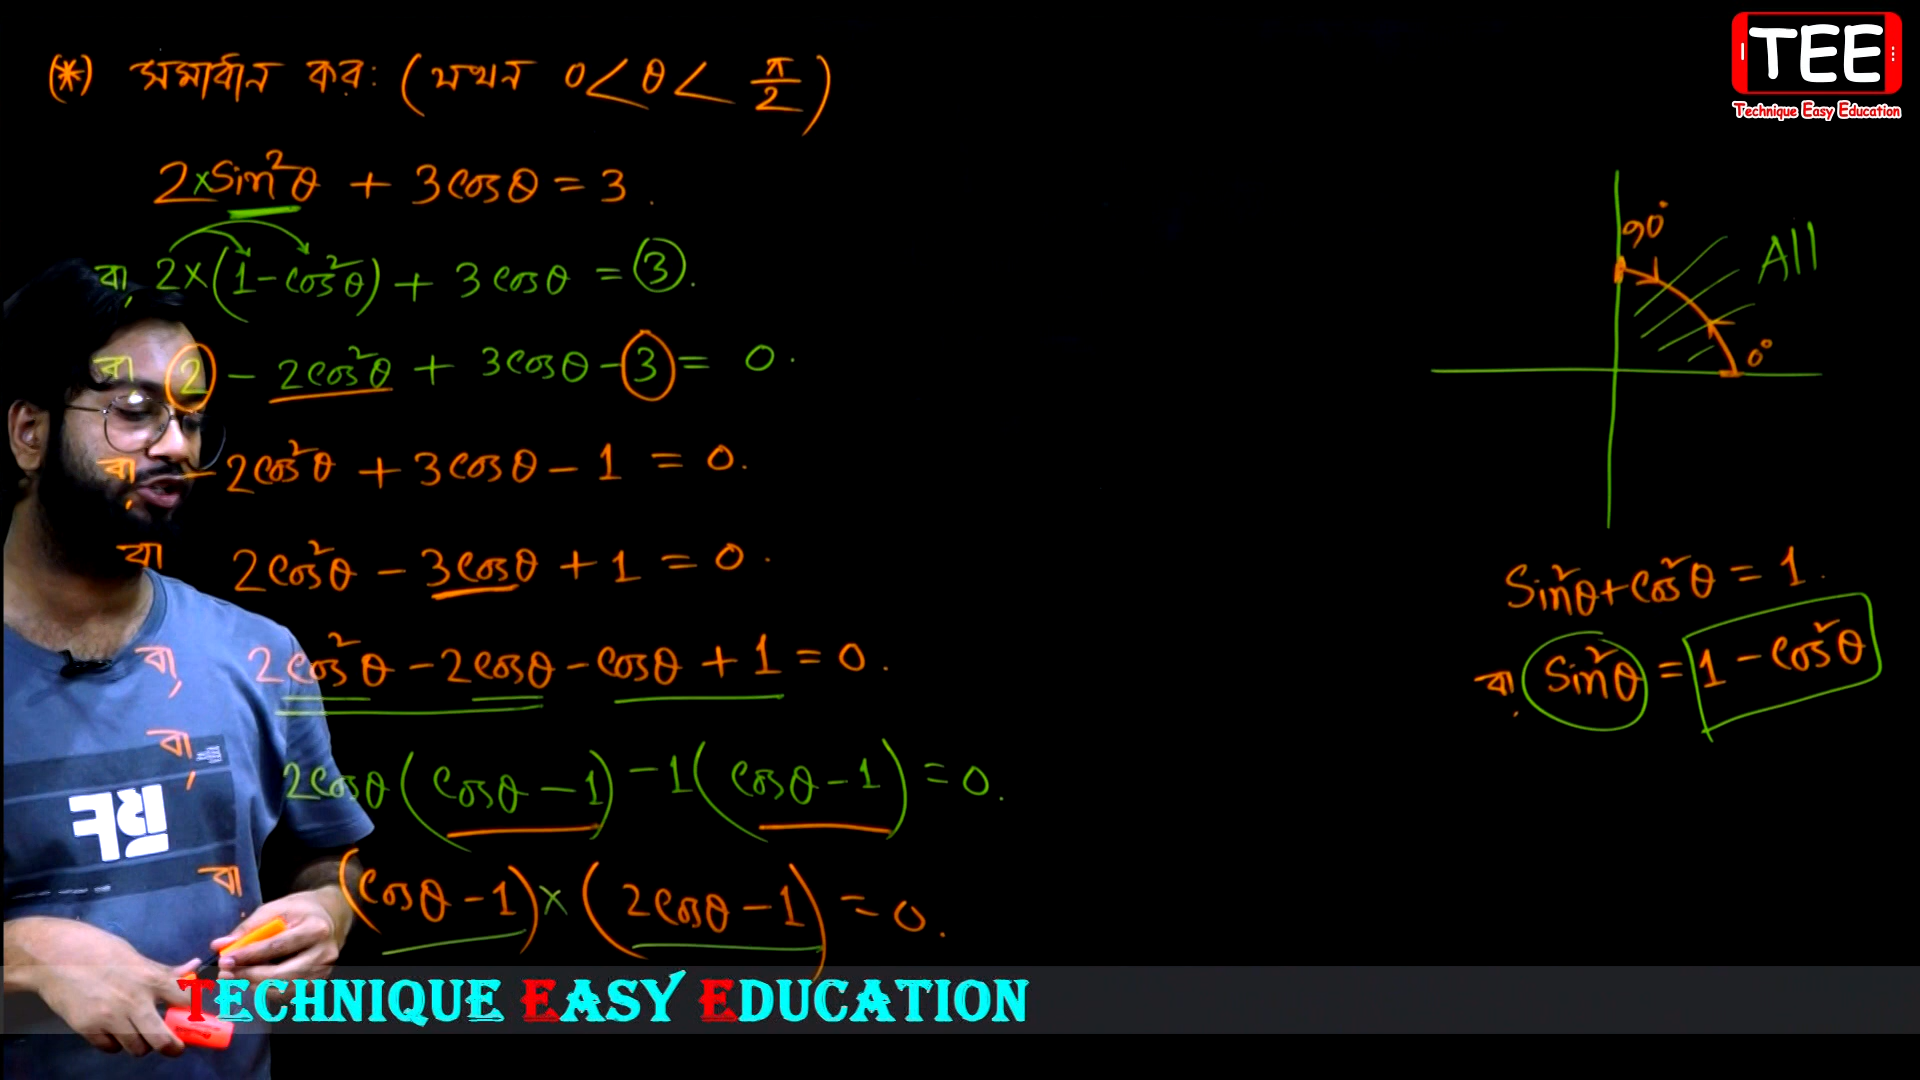 (*) সমাধান কর: (যখন 0 < θ < π/2)
2 × sin²θ + 3cosθ = 3.
বা, 2 × (1 - cos²θ) + 3cosθ = 3.
বা, 2 - 2cos²θ + 3cosθ - 3 = 0.
বা, - 2cos²θ + 3cosθ - 1 = 0.
বা 2cos²θ - 3cosθ + 1 = 0.
বা, 2cos²θ - 2cosθ - cosθ + 1 = 0.
বা, 2cosθ (cosθ - 1) - 1 (cosθ - 1) = 0.
বা, (cosθ - 1) × (2cosθ - 1) = 0.
TEE
Technique Easy Education
90°
All
0°
Sin²θ + cos²θ = 1.
বা, Sin²θ = 1 - cos²θ
TECHNIQUE EASY EDUCATION